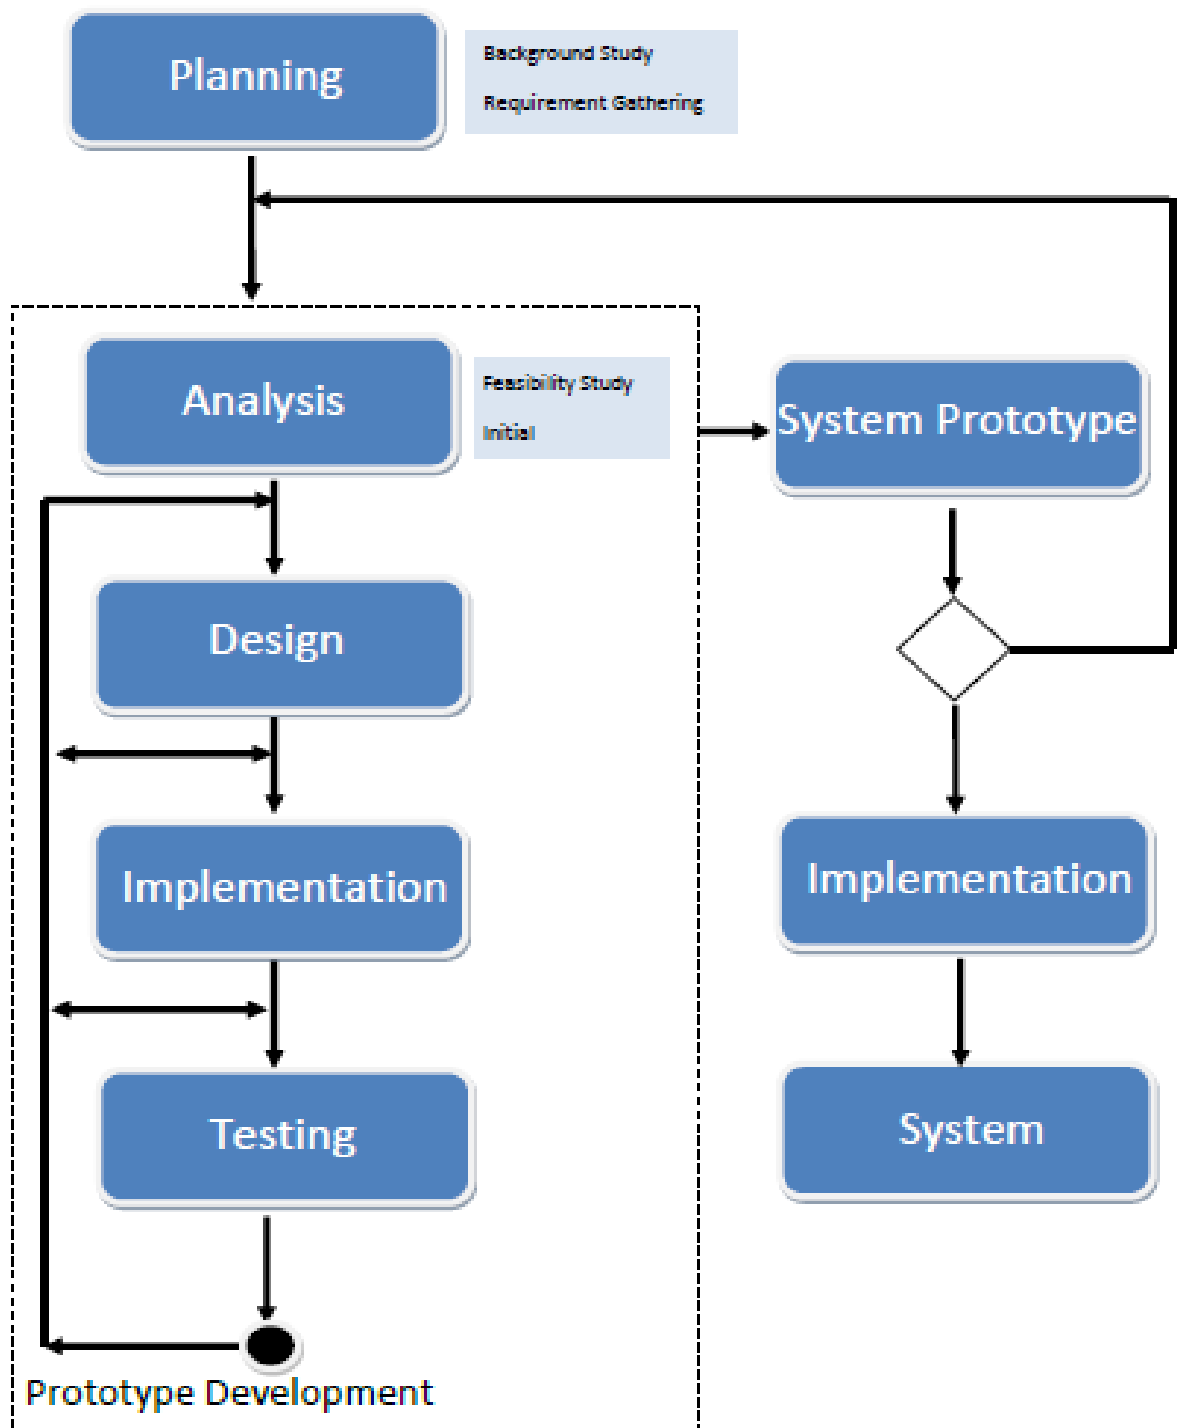 Planning
Background Study
Requirement Gathering
Analysis
Feasibility Study
Initial
System Prototype
Design
Implementation
Implementation
Testing
System
Prototype Development